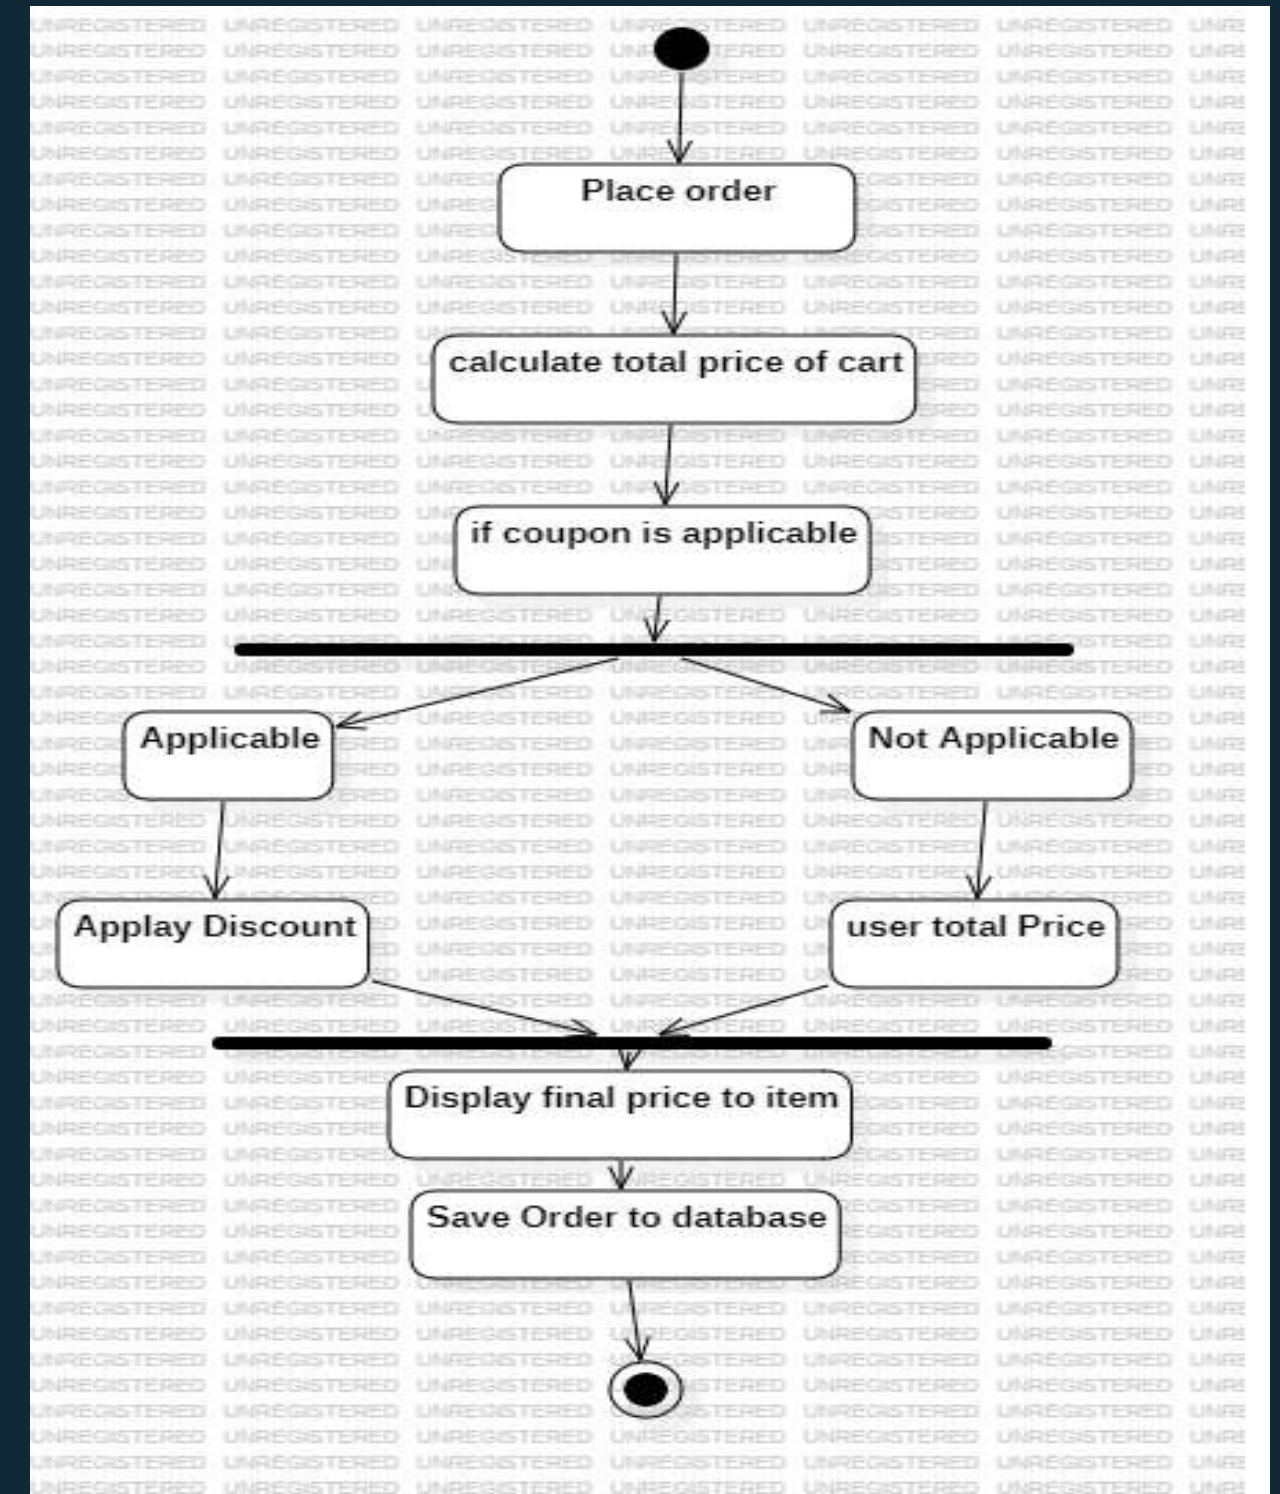 Place order
calculate total price of cart
if coupon is applicable
Applicable
Not Applicable
Applay Discount
user total Price
Display final price to item
Save Order to database
UNREGISTERED